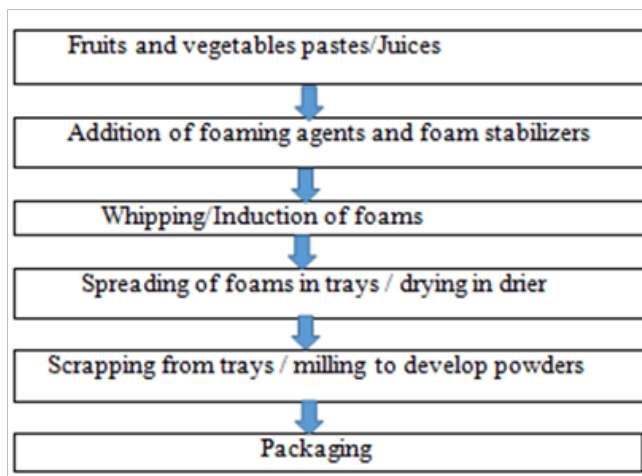 Fruits and vegetables pastes/Juices
Addition of foaming agents and foam stabilizers
Whipping/Induction of foams
Spreading of foams in trays / drying in drier
Scrapping from trays / milling to develop powders
Packaging